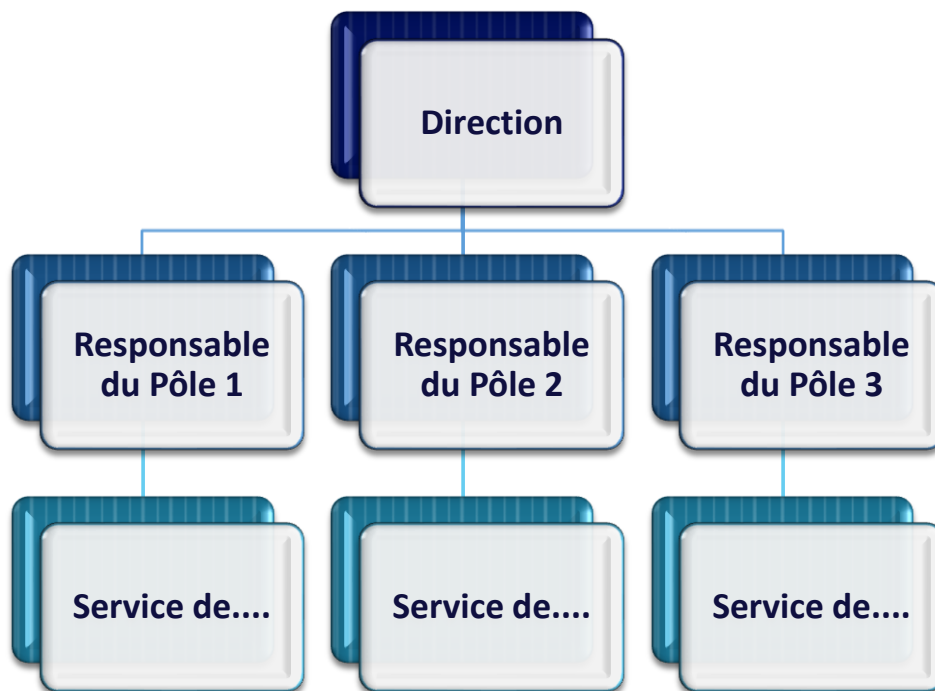 Direction
Responsable
du Pôle 1
Responsable
du Pôle 2
Responsable
du Pôle 3
Service de....
Service de....
Service de....